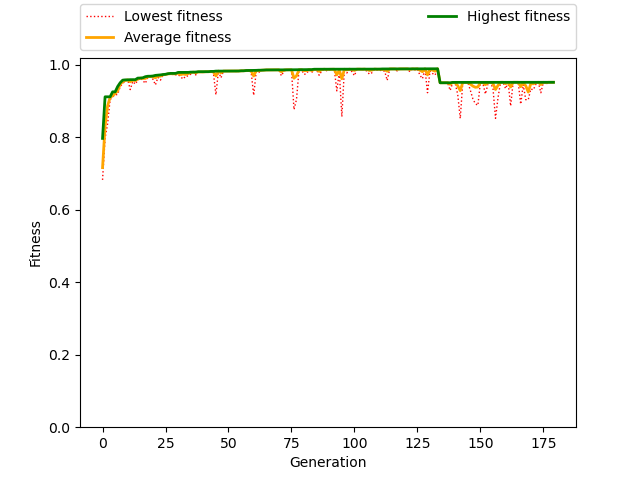 Lowest fitness
Average fitness
Highest fitness
1.0
0.8
0.6
0.4
0.2
0.0
Fitness
0 25 50 75 100 125 150 175
Generation